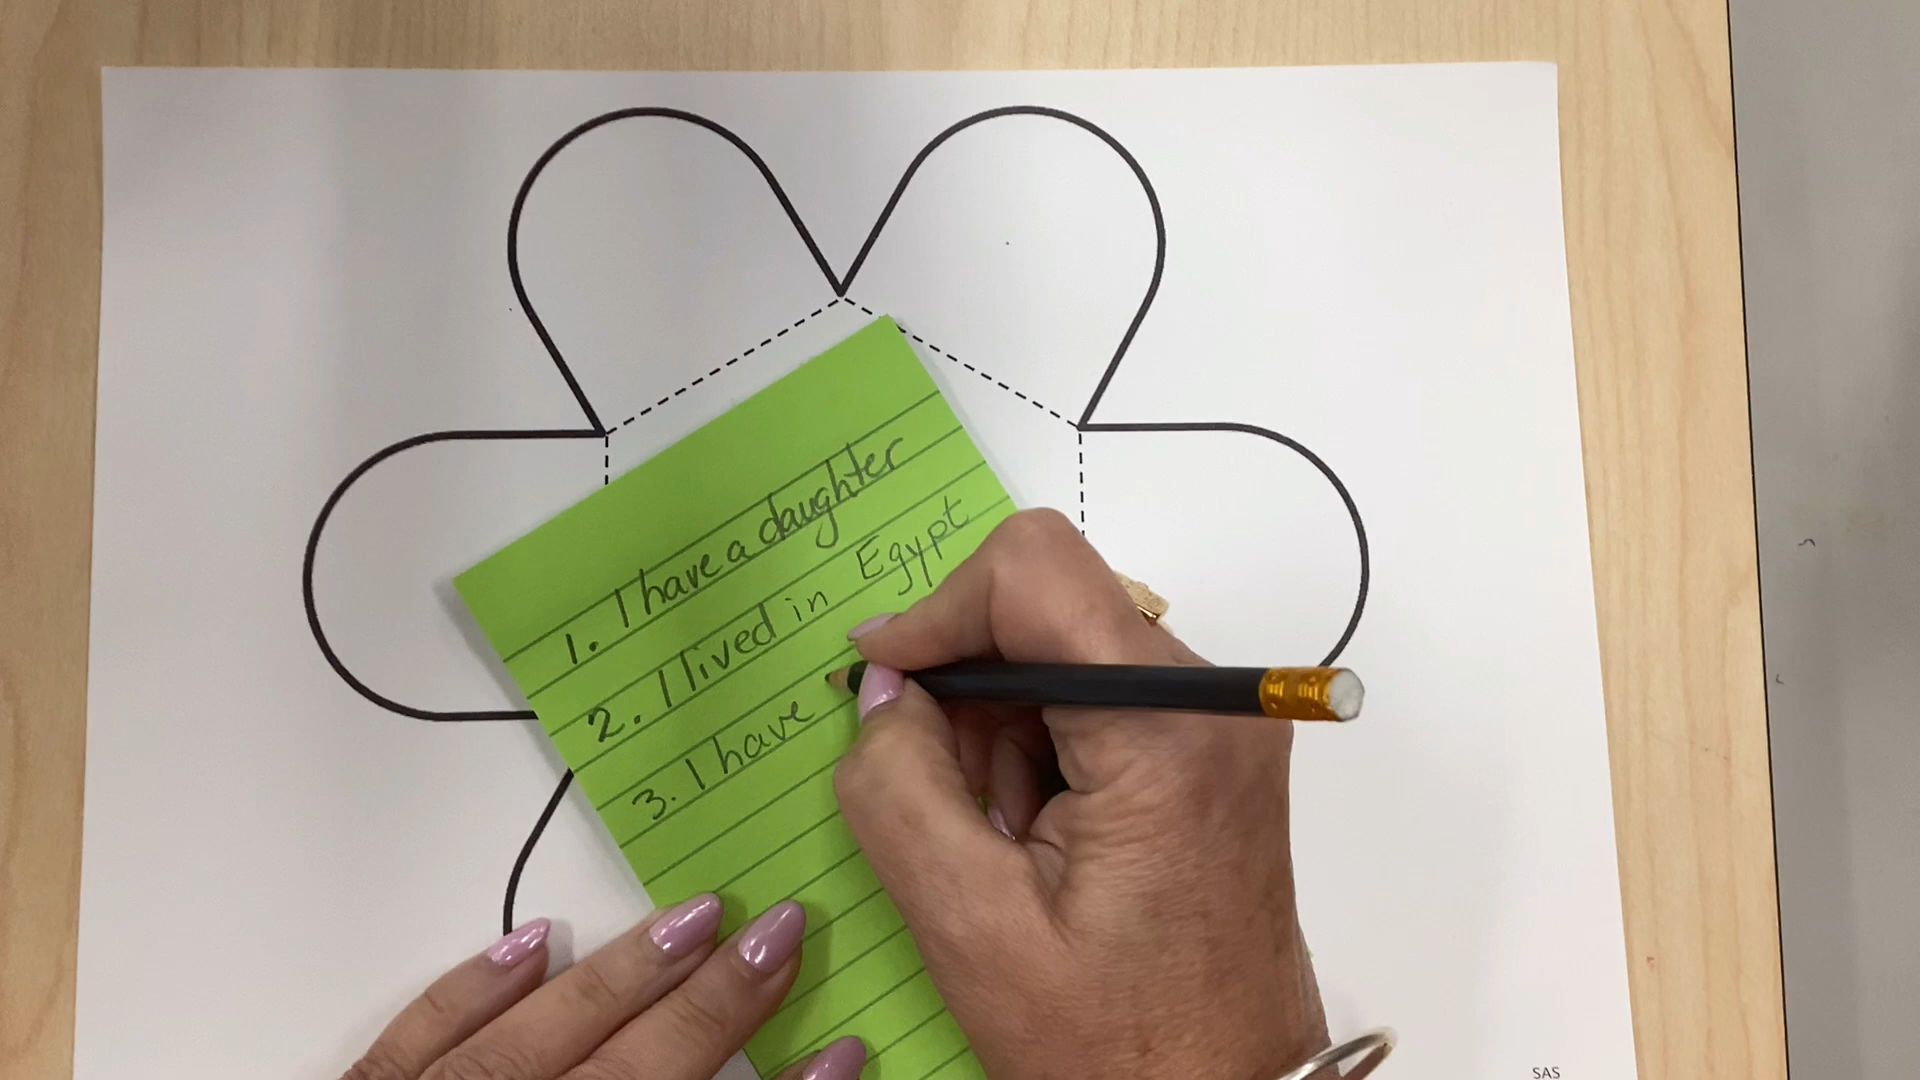 1. I have a daughter
2. I lived in Egypt
3. I have
SAS